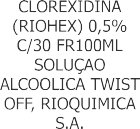 CLOREXIDINA
(RIOHEX) 0,5%
C/30 FR100ML
SOLUÇAO
ALCOOLICA TWIST
OFF, RIOQUIMICA
S.A.